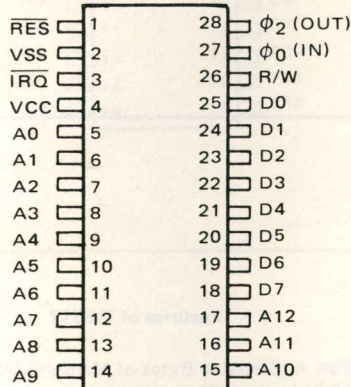 R̅E̅S̅ 1 28 ϕ₂ (OUT)
VSS 2 27 ϕ₀ (IN)
I̅R̅Q̅ 3 26 R/W
VCC 4 25 D0
A0 5 24 D1
A1 6 23 D2
A2 7 22 D3
A3 8 21 D4
A4 9 20 D5
A5 10 19 D6
A6 11 18 D7
A7 12 17 A12
A8 13 16 A11
A9 14 15 A10